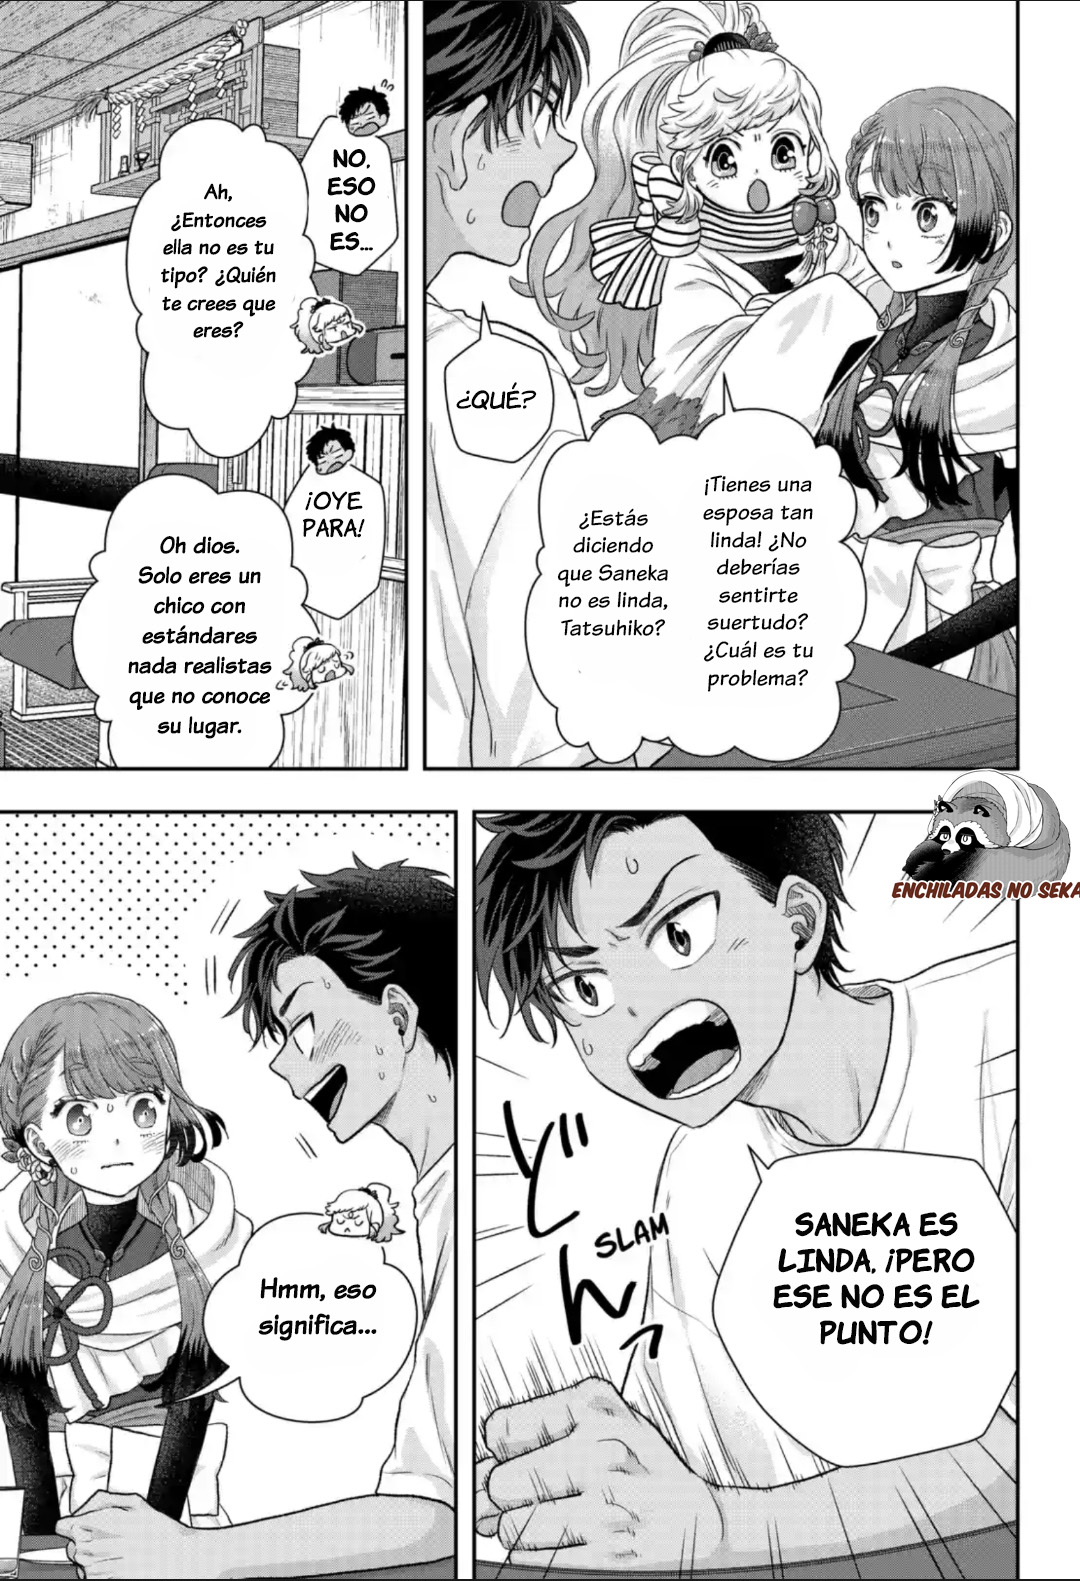 ¡Tienes una
esposa tan
linda! ¿No
deberías
sentirte
suertudo?
¿Cuál es tu
problema?
¿Estás
diciendo
que Saneka
no es linda,
Tatsuhiko?
¿QUÉ?
NO,
ESO
NO
ES...
Ah,
¿Entonces
ella no es tu
tipo? ¿Quién
te crees que
eres?
¡OYE
PARA!
Oh dios.
Solo eres un
chico con
estándares
nada realistas
que no conoce
su lugar.
ENCHILADAS NO SEKA
SANEKA ES
LINDA, ¡PERO
ESE NO ES EL
PUNTO!
どん
SLAM
Hmm, eso
significa...